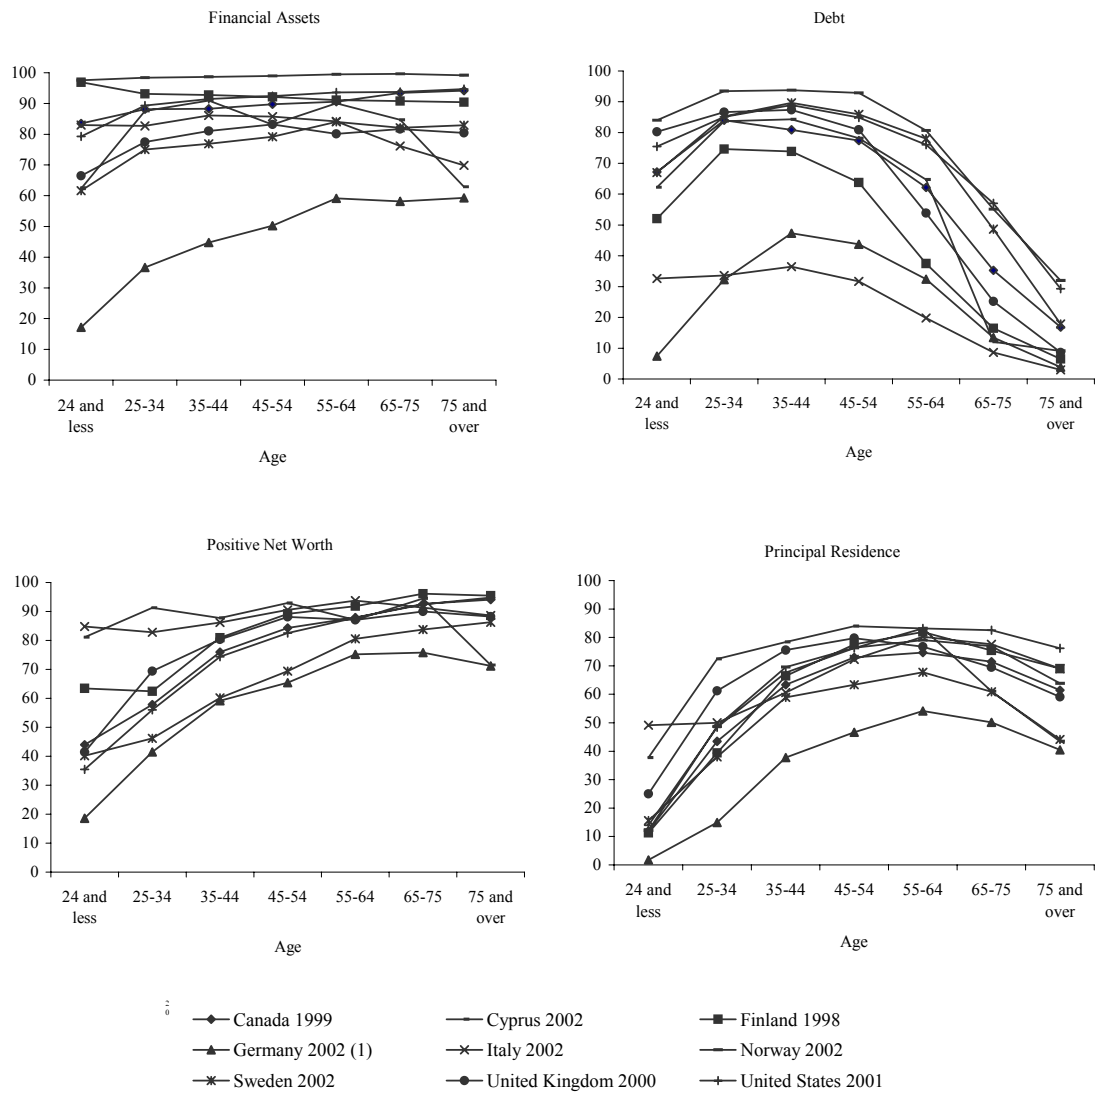 Financial Assets
100
90
80
70
60
50
40
30
20
10
0
24 and less
25-34
35-44
45-54
55-64
65-75
75 and over
Age
Debt
100
90
80
70
60
50
40
30
20
10
0
24 and less
25-34
35-44
45-54
55-64
65-75
75 and over
Age
Positive Net Worth
100
90
80
70
60
50
40
30
20
10
0
24 and less
25-34
35-44
45-54
55-64
65-75
75 and over
Age
Principal Residence
100
90
80
70
60
50
40
30
20
10
0
24 and less
25-34
35-44
45-54
55-64
65-75
75 and over
Age
2
0
Canada 1999
Cyprus 2002
Finland 1998
Germany 2002 (1)
Italy 2002
Norway 2002
Sweden 2002
United Kingdom 2000
United States 2001